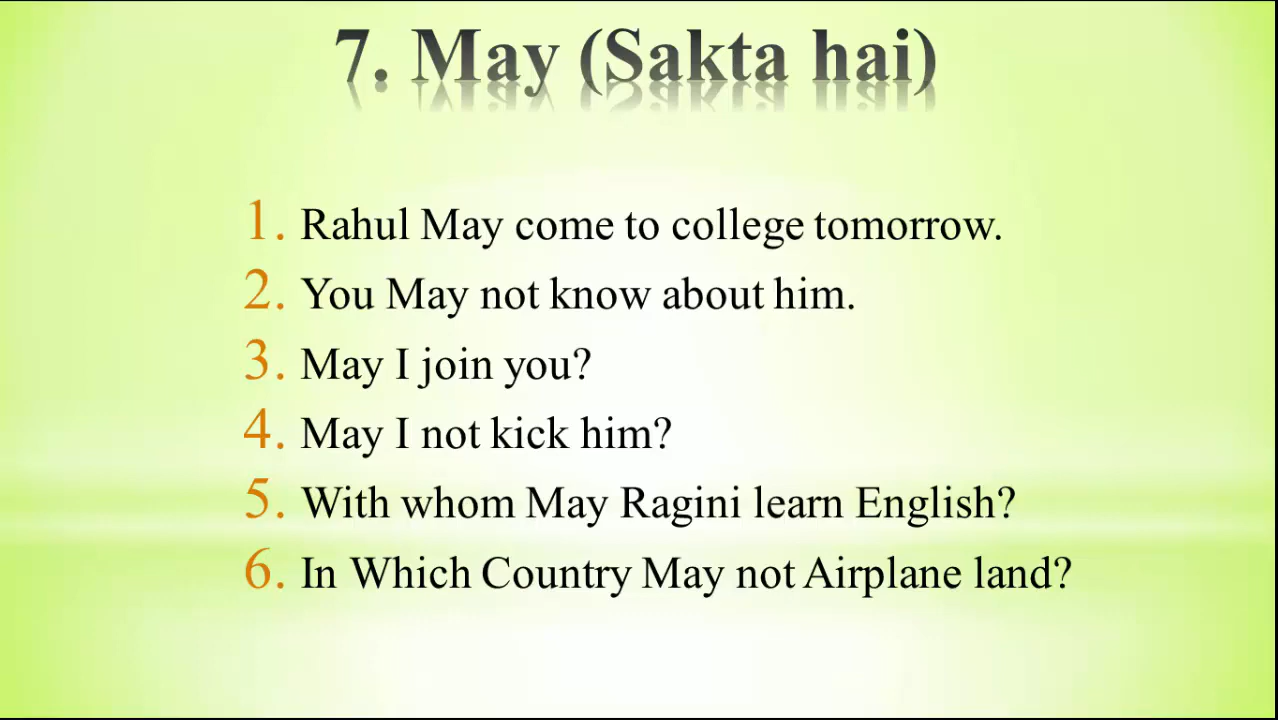 7. May (Sakta hai)
1. Rahul May come to college tomorrow.
2. You May not know about him.
3. May I join you?
4. May I not kick him?
5. With whom May Ragini learn English?
6. In Which Country May not Airplane land?